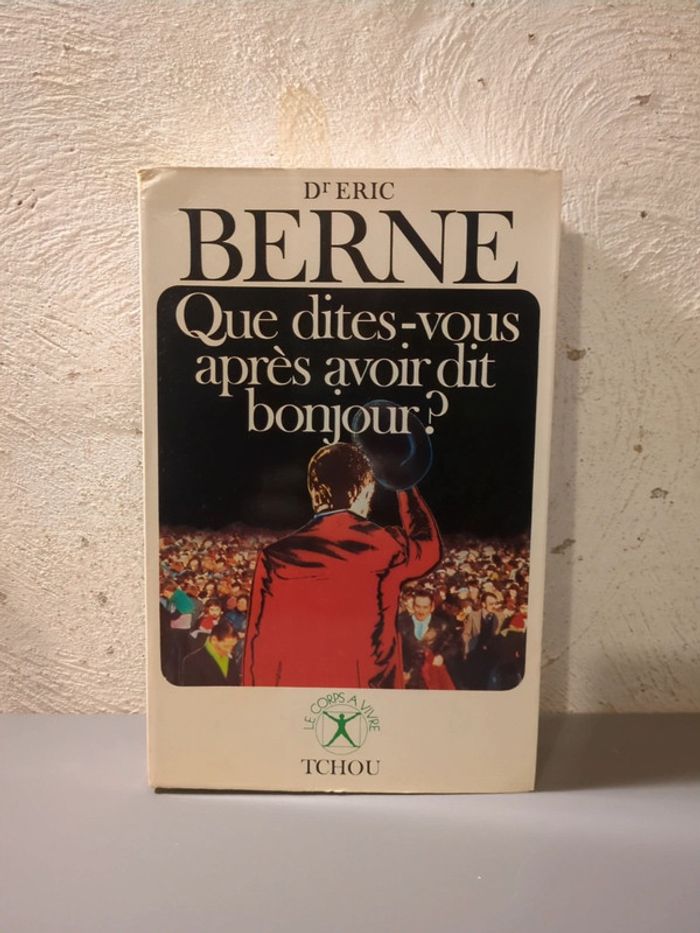 Dr ERIC
BERNE
Que dites-vous
après avoir dit
bonjour?
LE CORPS A VIVRE
TCHOU